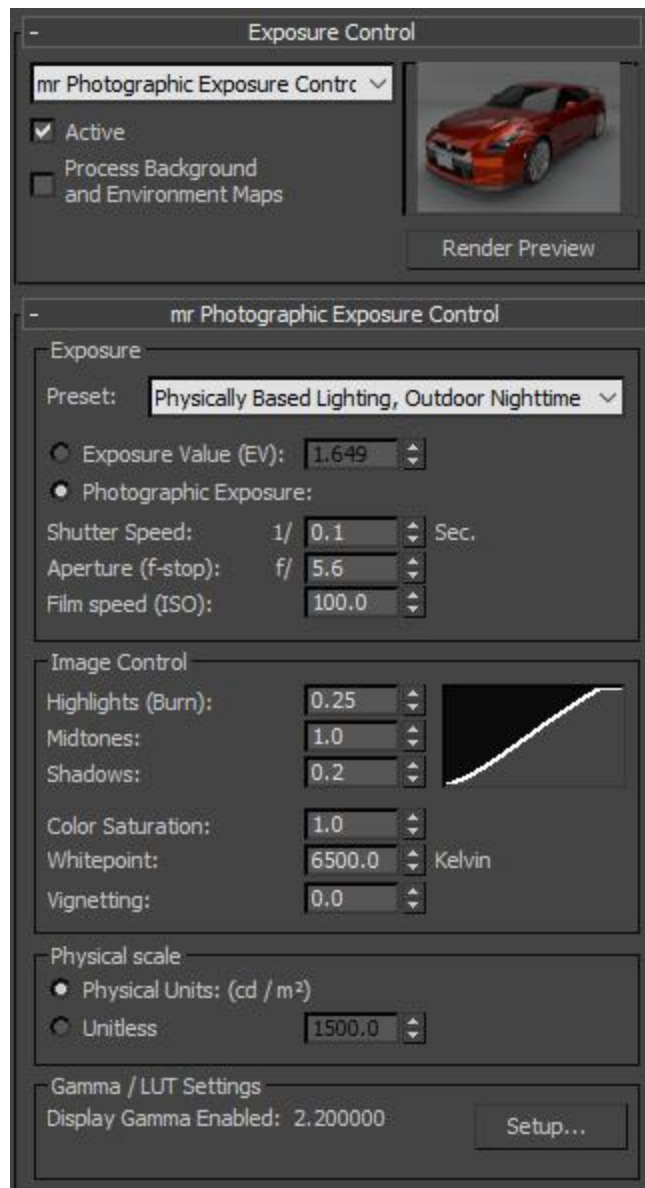 - Exposure Control
mr Photographic Exposure Contrc
Active
Process Background
and Environment Maps
Render Preview
- mr Photographic Exposure Control
Exposure
Preset: Physically Based Lighting, Outdoor Nighttime
Exposure Value (EV): 1.649
Photographic Exposure:
Shutter Speed: 1/ 0.1 Sec.
Aperture (f-stop): f/ 5.6
Film speed (ISO): 100.0
Image Control
Highlights (Burn): 0.25
Midtones: 1.0
Shadows: 0.2
Color Saturation: 1.0
Whitepoint: 6500.0 Kelvin
Vignetting: 0.0
Physical scale
Physical Units: (cd / m²)
Unitless 1500.0
Gamma / LUT Settings
Display Gamma Enabled: 2.200000
Setup...